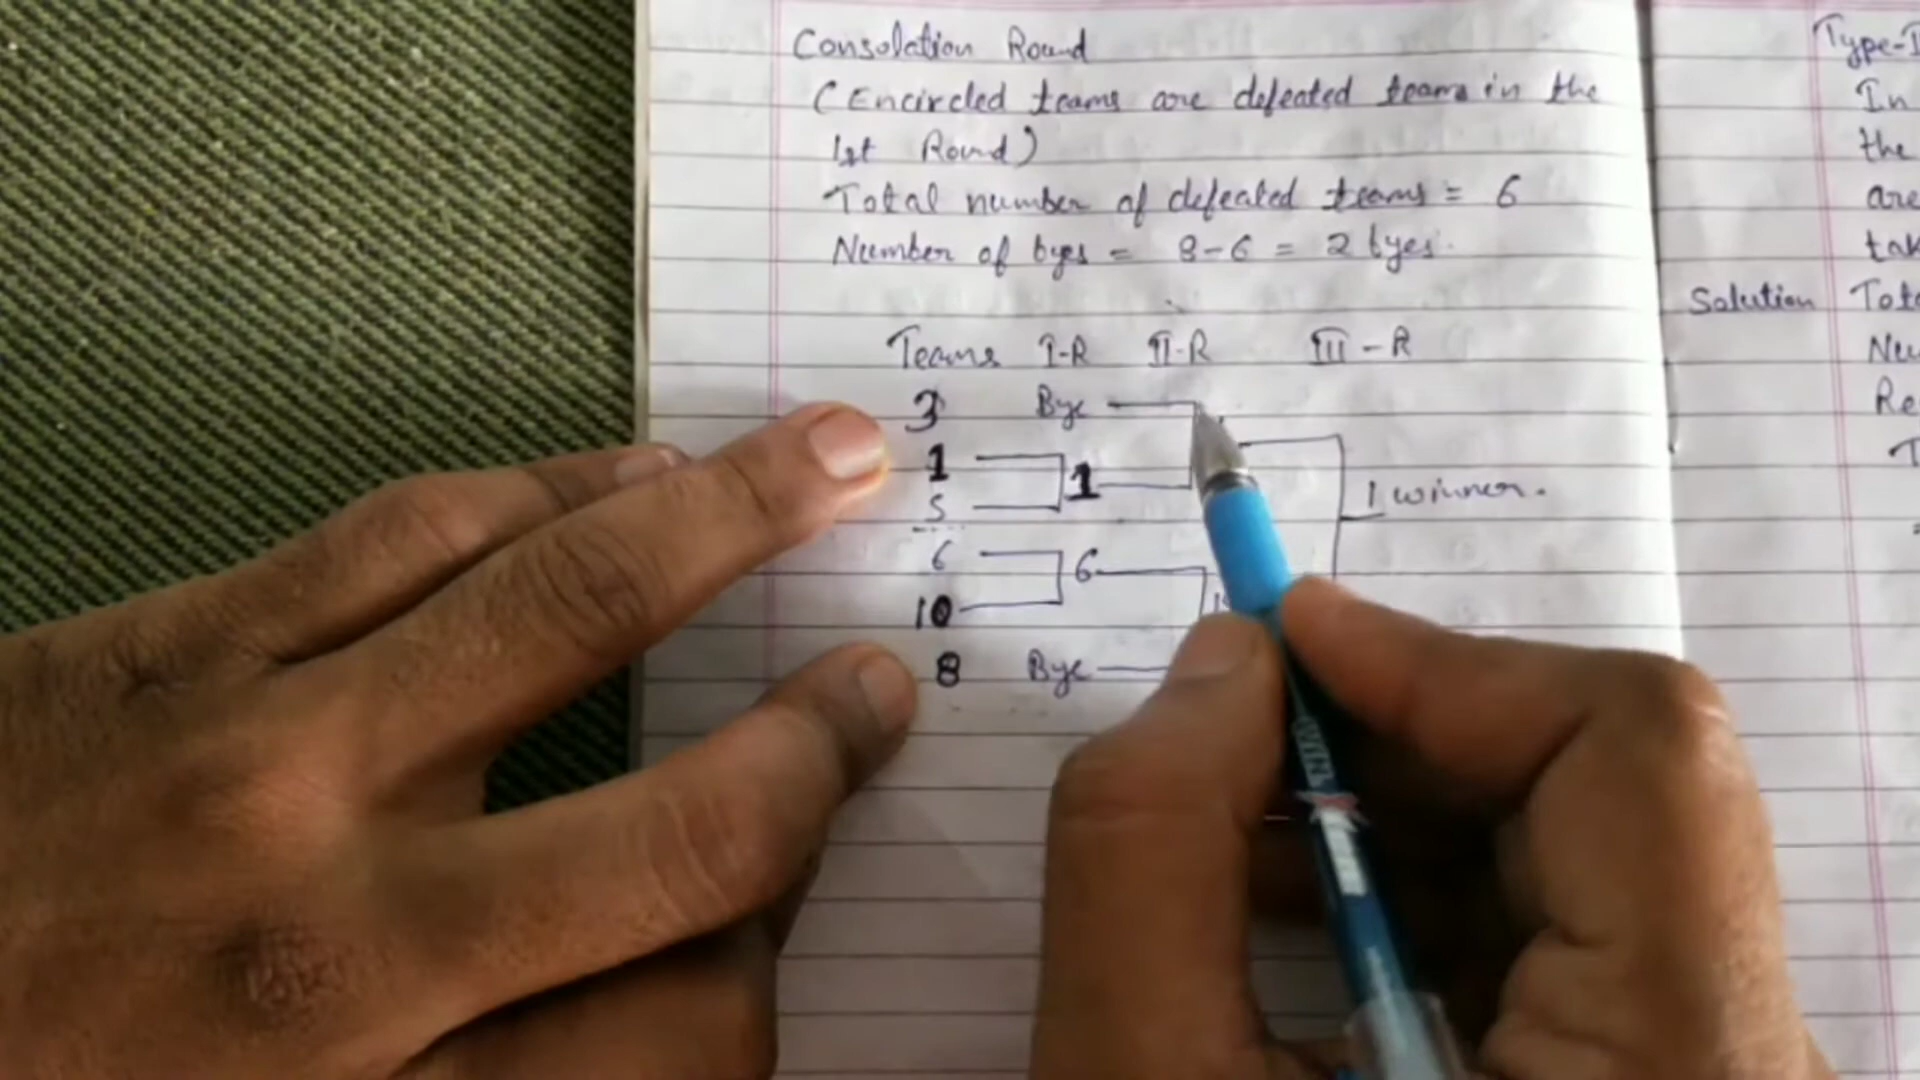 Consolation Round
(Encircled teams are defeated teams in the
1st Round)
Total number of defeated teams = 6
Number of byes = 8-6 = 2 byes.
Teams I-R II-R III-R
3 Bye
1
1
5
1 winner.
6
6
10
8 Bye
Type-
In
the
are
Solution